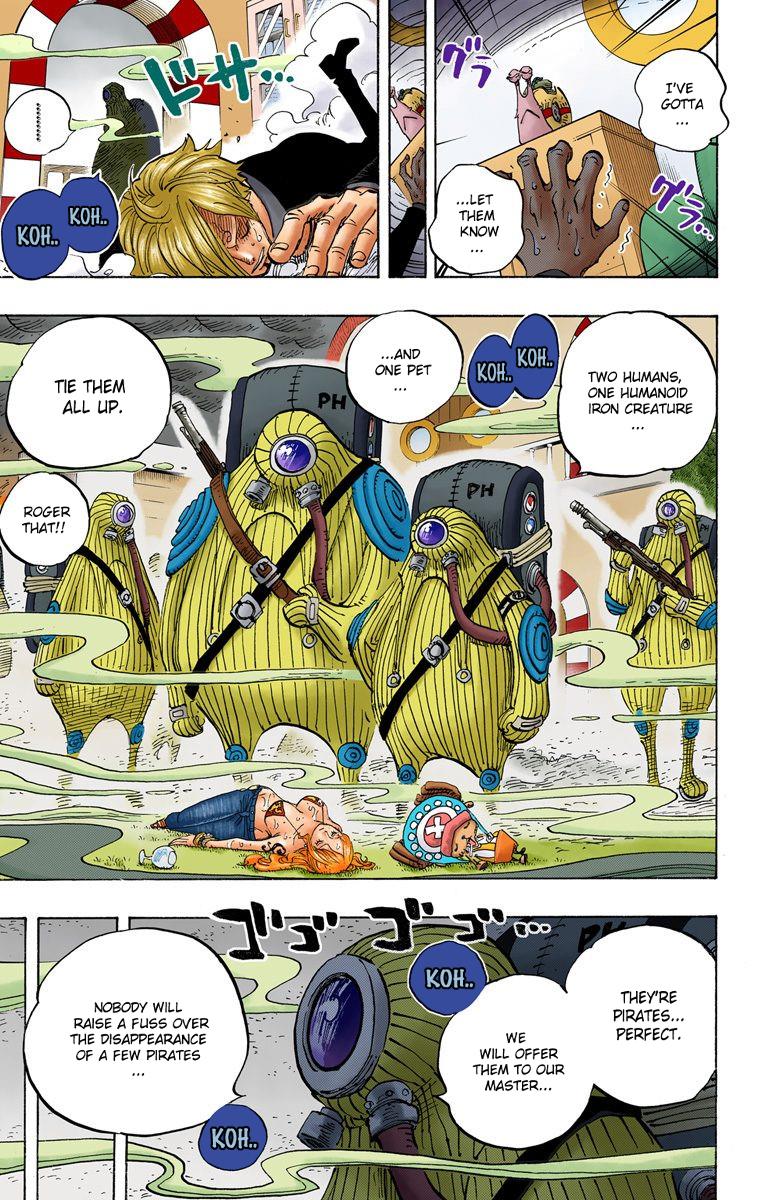 I'VE
GOTTA
...
グラ
...LET
THEM
KNOW
...
グラ...
ドサ...
.........
KOH..
KOH..
TWO HUMANS,
ONE HUMANOID
IRON CREATURE
...
KOH..
KOH..
...AND
ONE PET
...
TIE THEM
ALL UP.
ROGER
THAT!!
PH
PH
PH
ゴゴゴゴ...
THEY'RE
PIRATES...
PERFECT.
KOH..
WE
WILL OFFER
THEM TO OUR
MASTER...
NOBODY WILL
RAISE A FUSS OVER
THE DISAPPEARANCE
OF A FEW PIRATES
...
KOH..